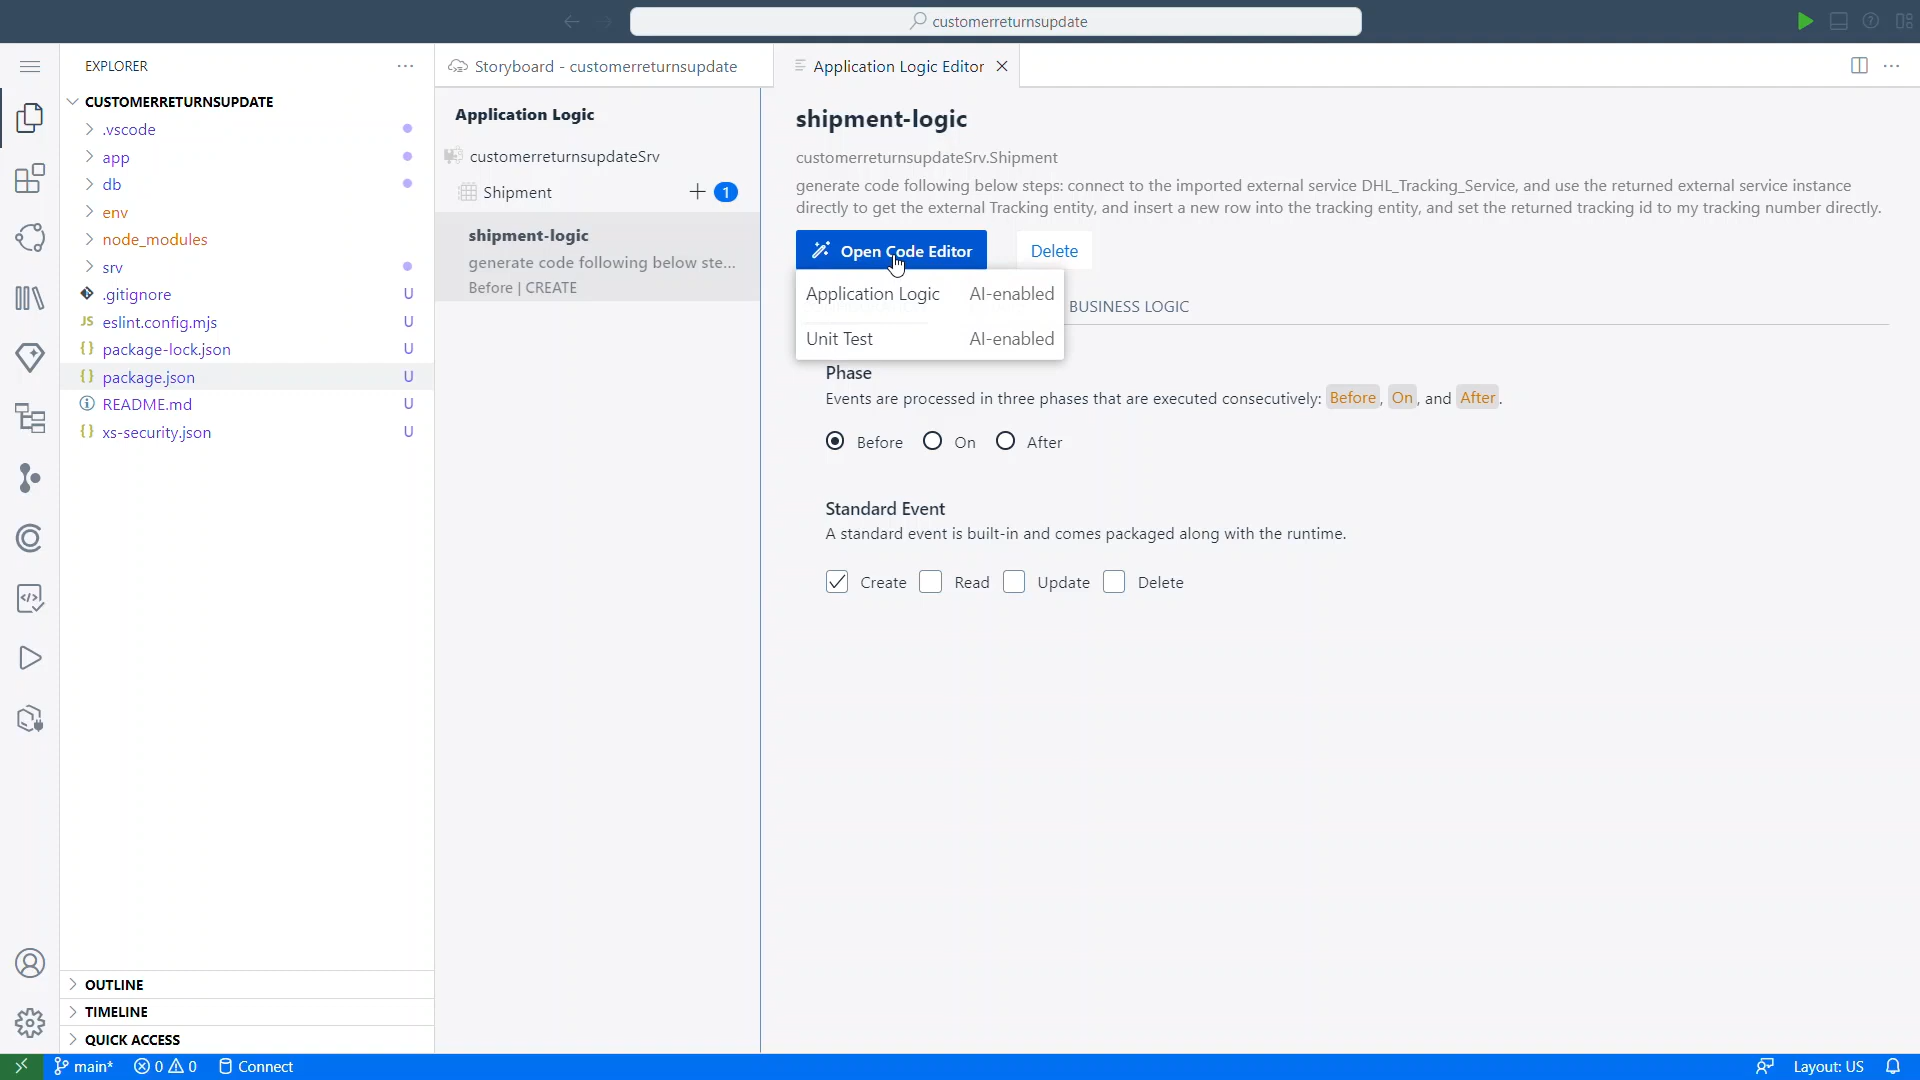 customerreturnsupdate
EXPLORER
CUSTOMERRETURNSUPDATE
.vscode
app
db
env
node_modules
srv
.gitignore U
JS eslint.config.mjs U
{} package-lock.json U
{} package.json U
README.md U
{} xs-security.json U
OUTLINE
TIMELINE
QUICK ACCESS
Storyboard - customerreturnsupdate
Application Logic Editor
Application Logic
customerreturnsupdateSrv
Shipment 1
shipment-logic
generate code following below ste...
Before | CREATE
shipment-logic
customerreturnsupdateSrv.Shipment
generate code following below steps: connect to the imported external service DHL_Tracking_Service, and use the returned external service instance
directly to get the external Tracking entity, and insert a new row into the tracking entity, and set the returned tracking id to my tracking number directly.
Open Code Editor Delete
Application Logic AI-enabled
Unit Test AI-enabled
BUSINESS LOGIC
Phase
Events are processed in three phases that are executed consecutively: Before, On, and After.
Before On After
Standard Event
A standard event is built-in and comes packaged along with the runtime.
Create Read Update Delete
main* 0 0 Connect Layout: US